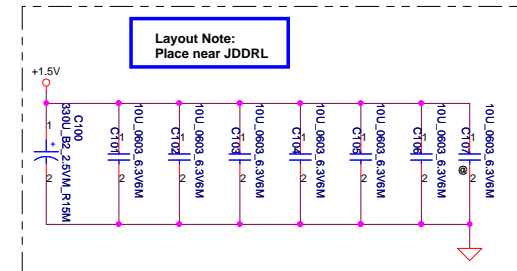 Layout Note:
Place near JDDRL
+1.5V
C100
330U_B2_2.5VM_R15M
1
+
2
C101
10U_0603_6.3V6M
1
2
C102
10U_0603_6.3V6M
1
2
C103
10U_0603_6.3V6M
1
2
C104
10U_0603_6.3V6M
1
2
C105
10U_0603_6.3V6M
1
2
C106
10U_0603_6.3V6M
1
2
C107
10U_0603_6.3V6M
1
2
@